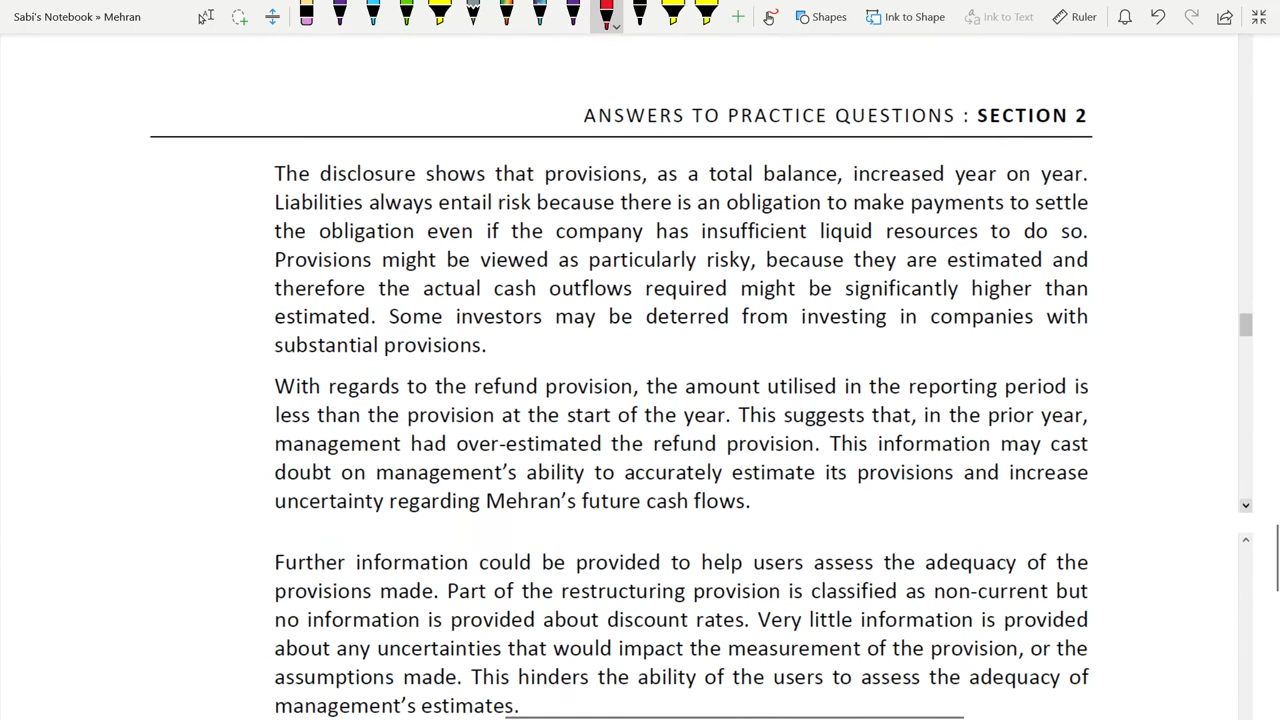 Sabi's Notebook » Mehran
Shapes
Ink to Shape
Ink to Text
Ruler
ANSWERS TO PRACTICE QUESTIONS : SECTION 2
The disclosure shows that provisions, as a total balance, increased year on year.
Liabilities always entail risk because there is an obligation to make payments to settle
the obligation even if the company has insufficient liquid resources to do so.
Provisions might be viewed as particularly risky, because they are estimated and
therefore the actual cash outflows required might be significantly higher than
estimated. Some investors may be deterred from investing in companies with
substantial provisions.
With regards to the refund provision, the amount utilised in the reporting period is
less than the provision at the start of the year. This suggests that, in the prior year,
management had over-estimated the refund provision. This information may cast
doubt on management's ability to accurately estimate its provisions and increase
uncertainty regarding Mehran's future cash flows.
Further information could be provided to help users assess the adequacy of the
provisions made. Part of the restructuring provision is classified as non-current but
no information is provided about discount rates. Very little information is provided
about any uncertainties that would impact the measurement of the provision, or the
assumptions made. This hinders the ability of the users to assess the adequacy of
management's estimates.